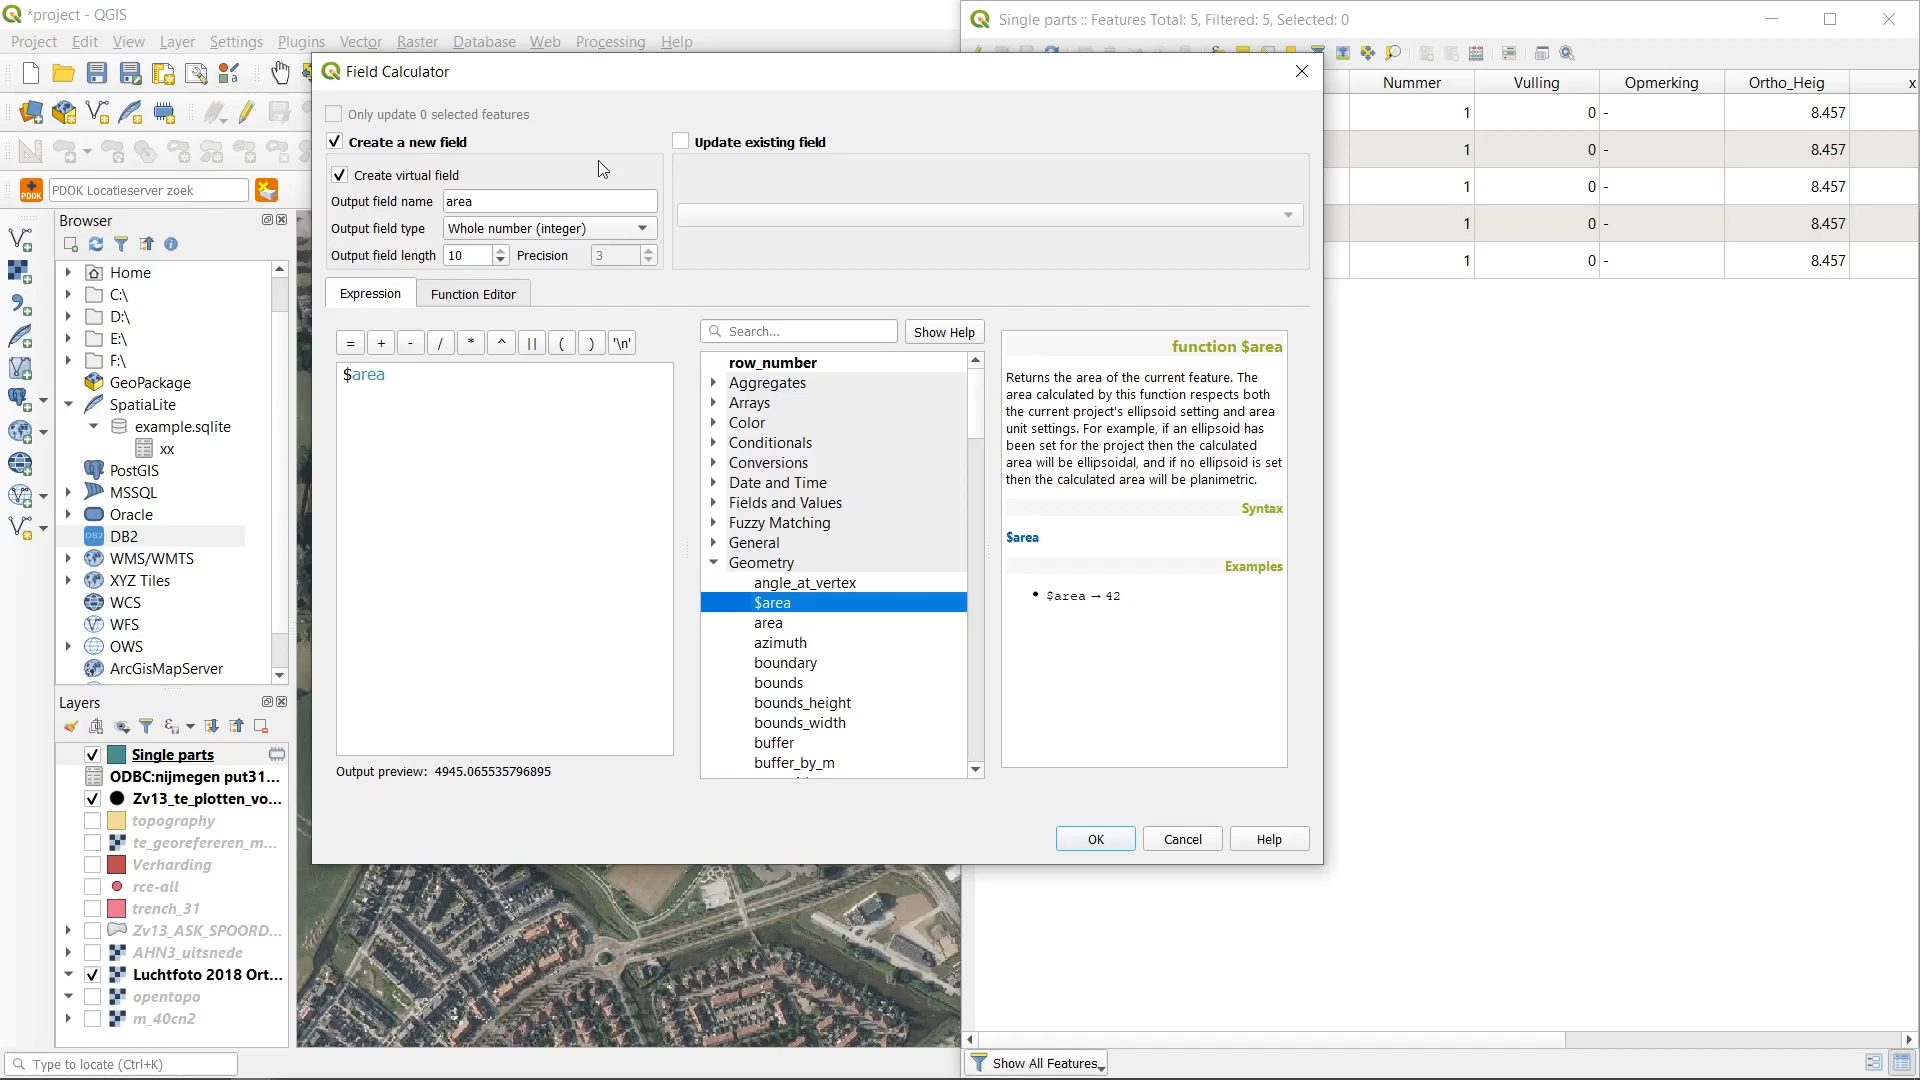 *project - QGIS
Project Edit View Layer Settings Plugins Vector Raster Database Web Processing Help
PDOK PDOK Locatieserver zoek
Browser
Home
C:\
D:\
E:\
F:\
GeoPackage
SpatiaLite
example.sqlite
xx
PostGIS
MSSQL
Oracle
DB2
WMS/WMTS
XYZ Tiles
WCS
WFS
OWS
ArcGisMapServer
Layers
Single parts
ODBC:nijmegen put31...
Zv13_te_plotten_vo...
topography
te_georefereren_m...
Verharding
rce-all
trench_31
Zv13_ASK_SPOORD...
AHN3_uitsnede
Luchtfoto 2018 Ort...
opentopo
m_40cn2
Type to locate (Ctrl+K)
Field Calculator
Only update 0 selected features
Create a new field
Update existing field
Create virtual field
Output field name area
Output field type Whole number (integer)
Output field length 10 Precision 3
Expression Function Editor
= + - / * ^ || ( ) '\n'
$area
Output preview: 4945.065535796895
Search... Show Help
row_number
Aggregates
Arrays
Color
Conditionals
Conversions
Date and Time
Fields and Values
Fuzzy Matching
General
Geometry
angle_at_vertex
$area
area
azimuth
boundary
bounds
bounds_height
bounds_width
buffer
buffer_by_m
function $area
Returns the area of the current feature. The
area calculated by this function respects both
the current project's ellipsoid setting and area
unit settings. For example, if an ellipsoid has
been set for the project then the calculated
area will be ellipsoidal, and if no ellipsoid is set
then the calculated area will be planimetric.
Syntax
$area
Examples
• $area → 42
OK Cancel Help
Single parts :: Features Total: 5, Filtered: 5, Selected: 0
Nummer Vulling Opmerking Ortho_Heig x
1 0 - 8.457
1 0 - 8.457
1 0 - 8.457
1 0 - 8.457
1 0 - 8.457
Show All Features